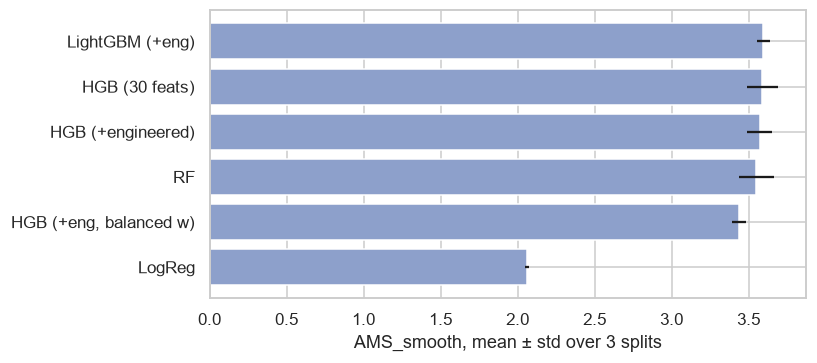 LightGBM (+eng)
HGB (30 feats)
HGB (+engineered)
RF
HGB (+eng, balanced w)
LogReg
0.0 0.5 1.0 1.5 2.0 2.5 3.0 3.5
AMS_smooth, mean ± std over 3 splits